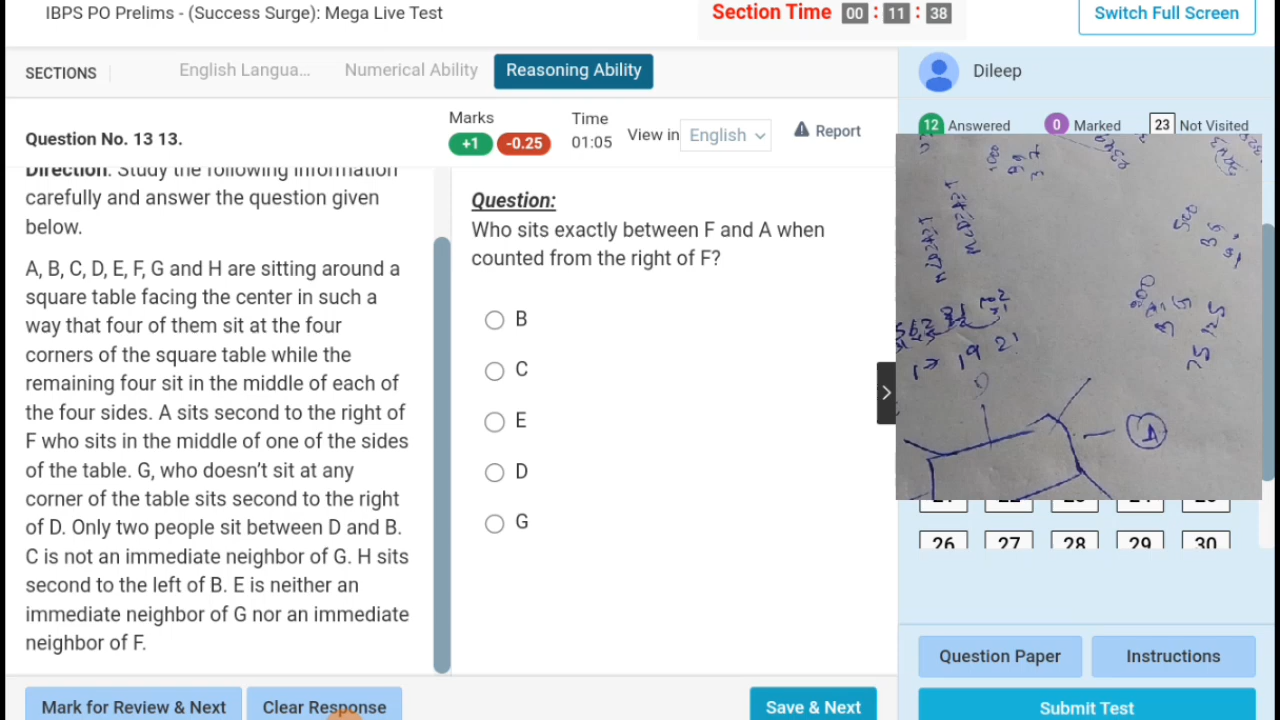 IBPS PO Prelims - (Success Surge): Mega Live Test
Section Time 00 : 11 : 38
Switch Full Screen
SECTIONS
English Langua...
Numerical Ability
Reasoning Ability
Dileep
Question No. 13 13.
Marks
+1 -0.25
Time
01:05
View in English
Report
12 Answered
0 Marked
23 Not Visited
Direction: Study the following information
carefully and answer the question given
below.
A, B, C, D, E, F, G and H are sitting around a
square table facing the center in such a
way that four of them sit at the four
corners of the square table while the
remaining four sit in the middle of each of
the four sides. A sits second to the right of
F who sits in the middle of one of the sides
of the table. G, who doesn't sit at any
corner of the table sits second to the right
of D. Only two people sit between D and B.
C is not an immediate neighbor of G. H sits
second to the left of B. E is neither an
immediate neighbor of G nor an immediate
neighbor of F.
Question:
Who sits exactly between F and A when
counted from the right of F?
B
C
E
D
G
26 27 28 29 30
Question Paper
Instructions
Mark for Review & Next
Clear Response
Save & Next
Submit Test